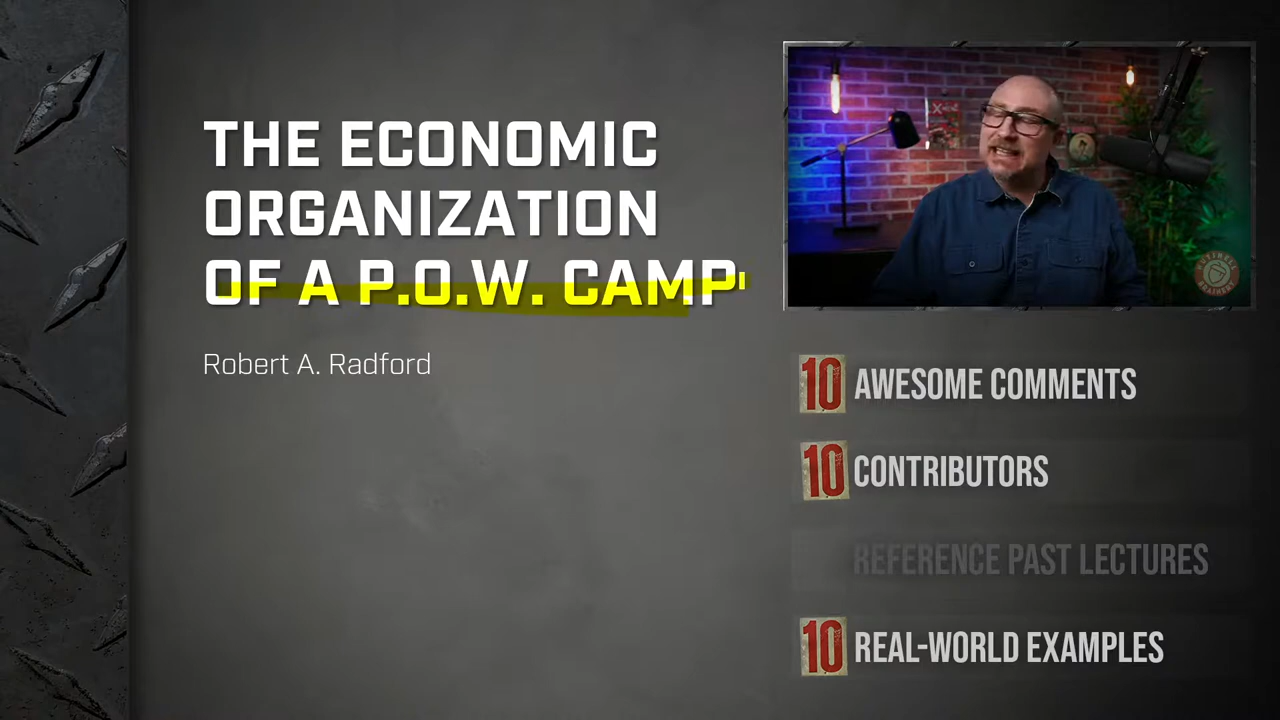 THE ECONOMIC
ORGANIZATION
OF A P.O.W. CAMP
Robert A. Radford
10 AWESOME COMMENTS
10 CONTRIBUTORS
REFERENCE PAST LECTURES
10 REAL-WORLD EXAMPLES